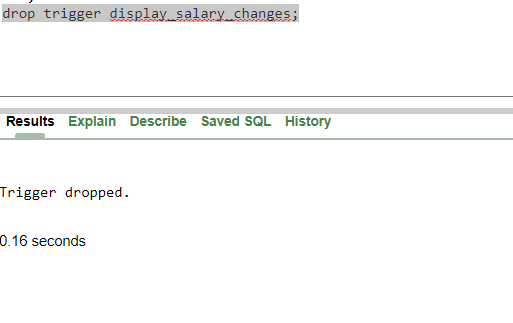 drop trigger display_salary_changes;
Results Explain Describe Saved SQL History
Trigger dropped.
0.16 seconds